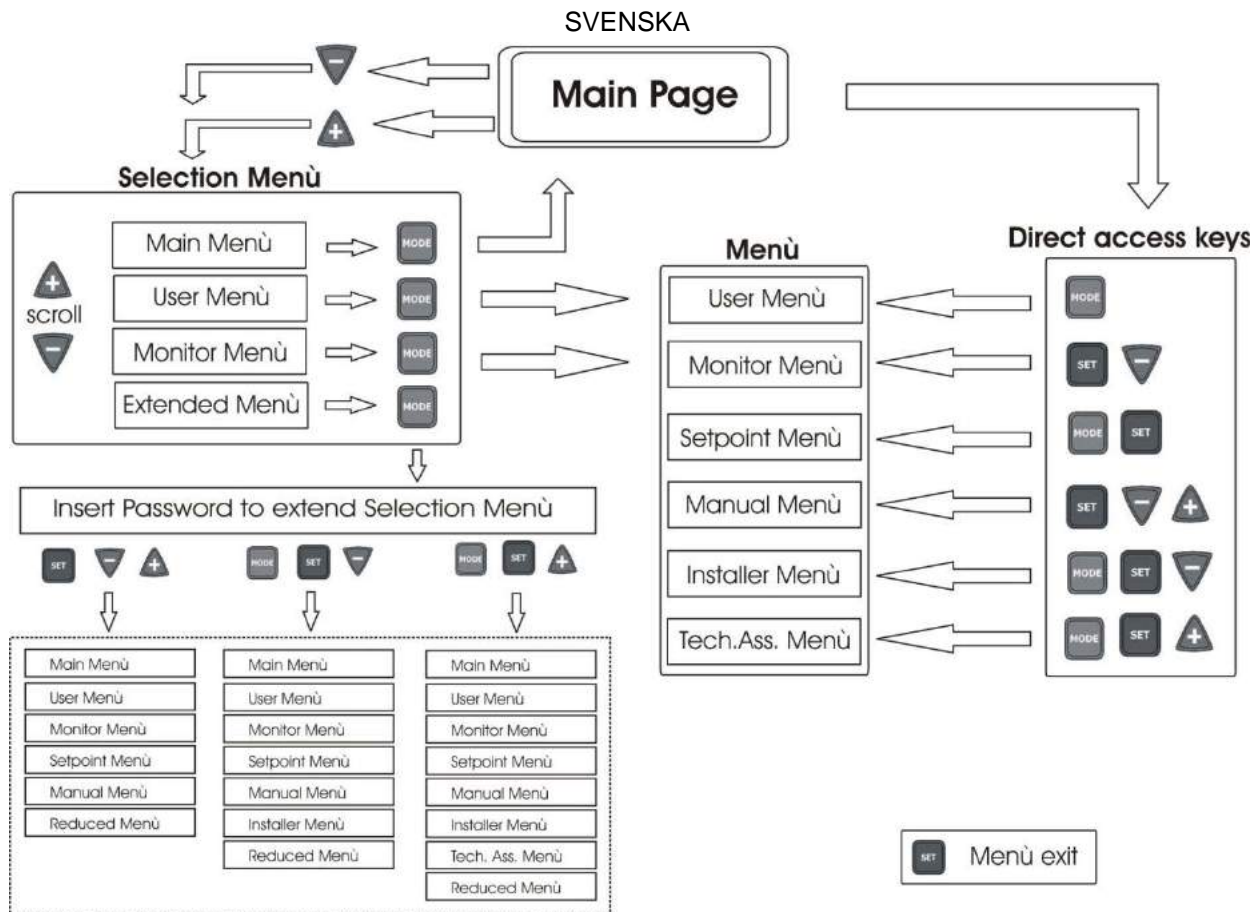 SVENSKA
Main Page
Selection Menù
Main Menù
MODE
User Menù
MODE
Monitor Menù
MODE
Extended Menù
MODE
+
scroll
-
Insert Password to extend Selection Menù
SET - +
MODE SET -
MODE SET +
Main Menù
User Menù
Monitor Menù
Setpoint Menù
Manual Menù
Reduced Menù
Main Menù
User Menù
Monitor Menù
Setpoint Menù
Manual Menù
Installer Menù
Reduced Menù
Main Menù
User Menù
Monitor Menù
Setpoint Menù
Manual Menù
Installer Menù
Tech. Ass. Menù
Reduced Menù
Menù
User Menù
Monitor Menù
Setpoint Menù
Manual Menù
Installer Menù
Tech.Ass. Menù
Direct access keys
MODE
SET -
MODE SET
SET - +
MODE SET -
MODE SET +
SET Menù exit